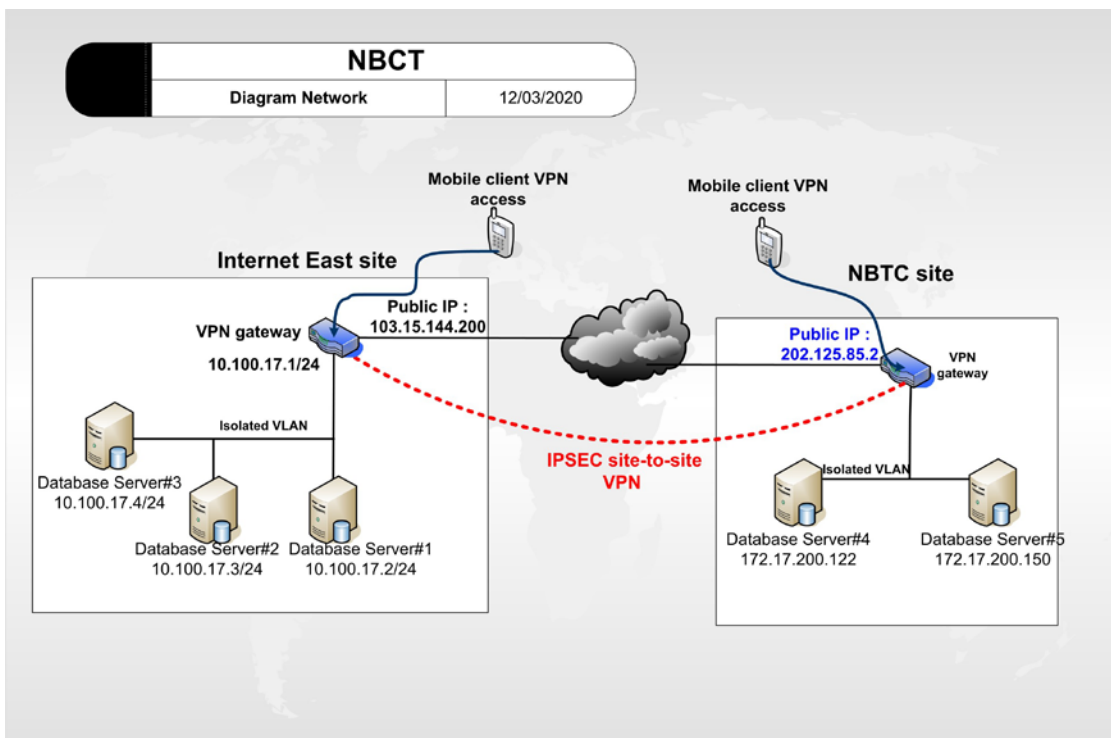 NBCT
Diagram Network
12/03/2020
Mobile client VPN
access
Mobile client VPN
access
Internet East site
NBTC site
Public IP :
103.15.144.200
VPN gateway
10.100.17.1/24
Public IP :
202.125.85.2
VPN
gateway
Isolated VLAN
IPSEC site-to-site
VPN
Isolated VLAN
Database Server#3
10.100.17.4/24
Database Server#2
10.100.17.3/24
Database Server#1
10.100.17.2/24
Database Server#4
172.17.200.122
Database Server#5
172.17.200.150